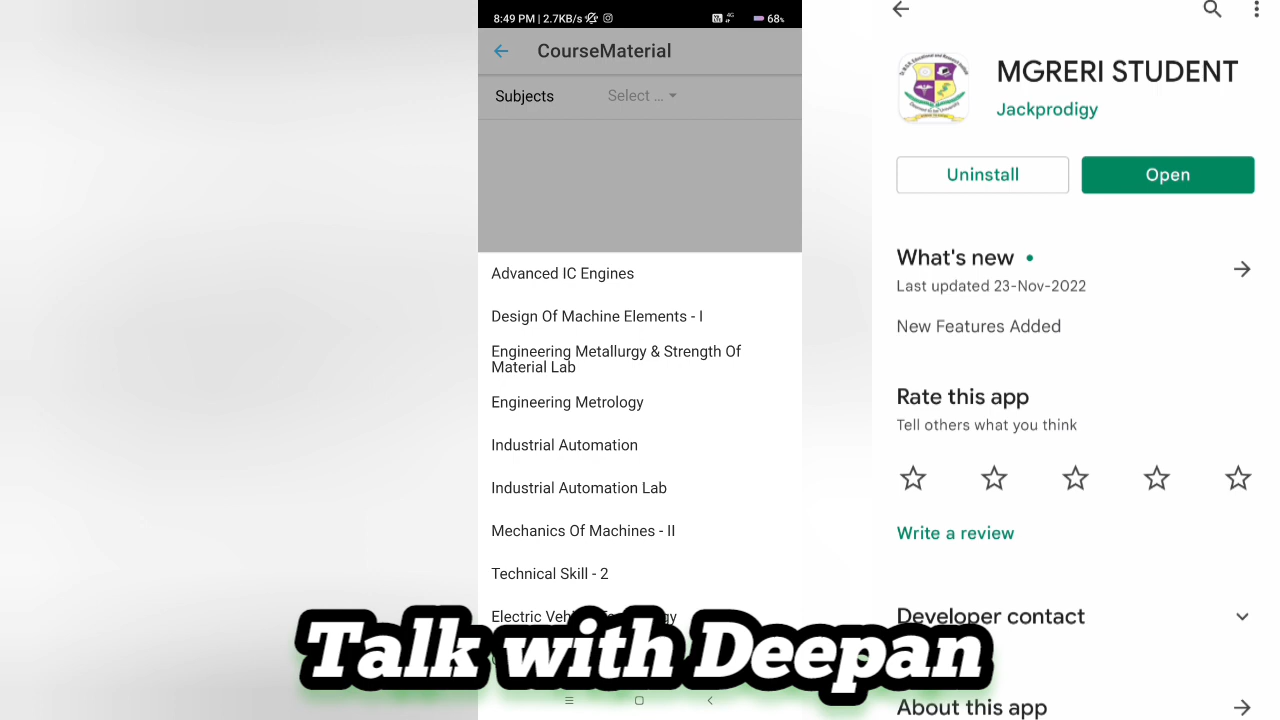 8:49 PM | 2.7KB/s
4G
68%
CourseMaterial
Subjects
Select ...
Advanced IC Engines
Design Of Machine Elements - I
Engineering Metallurgy & Strength Of
Material Lab
Engineering Metrology
Industrial Automation
Industrial Automation Lab
Mechanics Of Machines - II
Technical Skill - 2
Electric
Talk with Deepan
MGRERI STUDENT
Jackprodigy
Uninstall
Open
What's new
Last updated 23-Nov-2022
New Features Added
Rate this app
Tell others what you think
Write a review
Developer contact
About this app